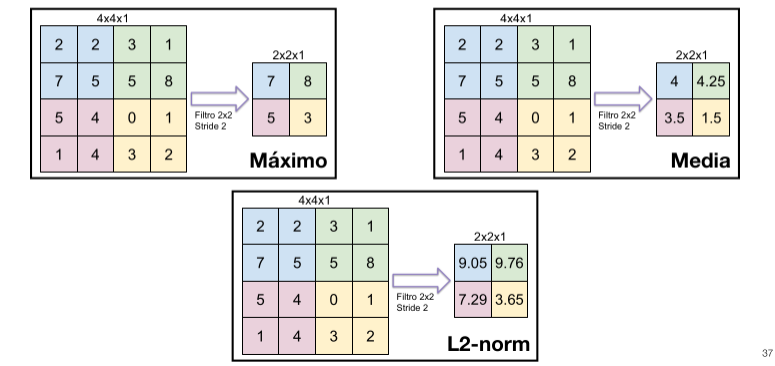 4x4x1
2 2 3 1
7 5 5 8
5 4 0 1
1 4 3 2
Filtro 2x2
Stride 2
2x2x1
7 8
5 3
Máximo
4x4x1
2 2 3 1
7 5 5 8
5 4 0 1
1 4 3 2
Filtro 2x2
Stride 2
2x2x1
4 4.25
3.5 1.5
Media
4x4x1
2 2 3 1
7 5 5 8
5 4 0 1
1 4 3 2
Filtro 2x2
Stride 2
2x2x1
9.05 9.76
7.29 3.65
L2-norm
37